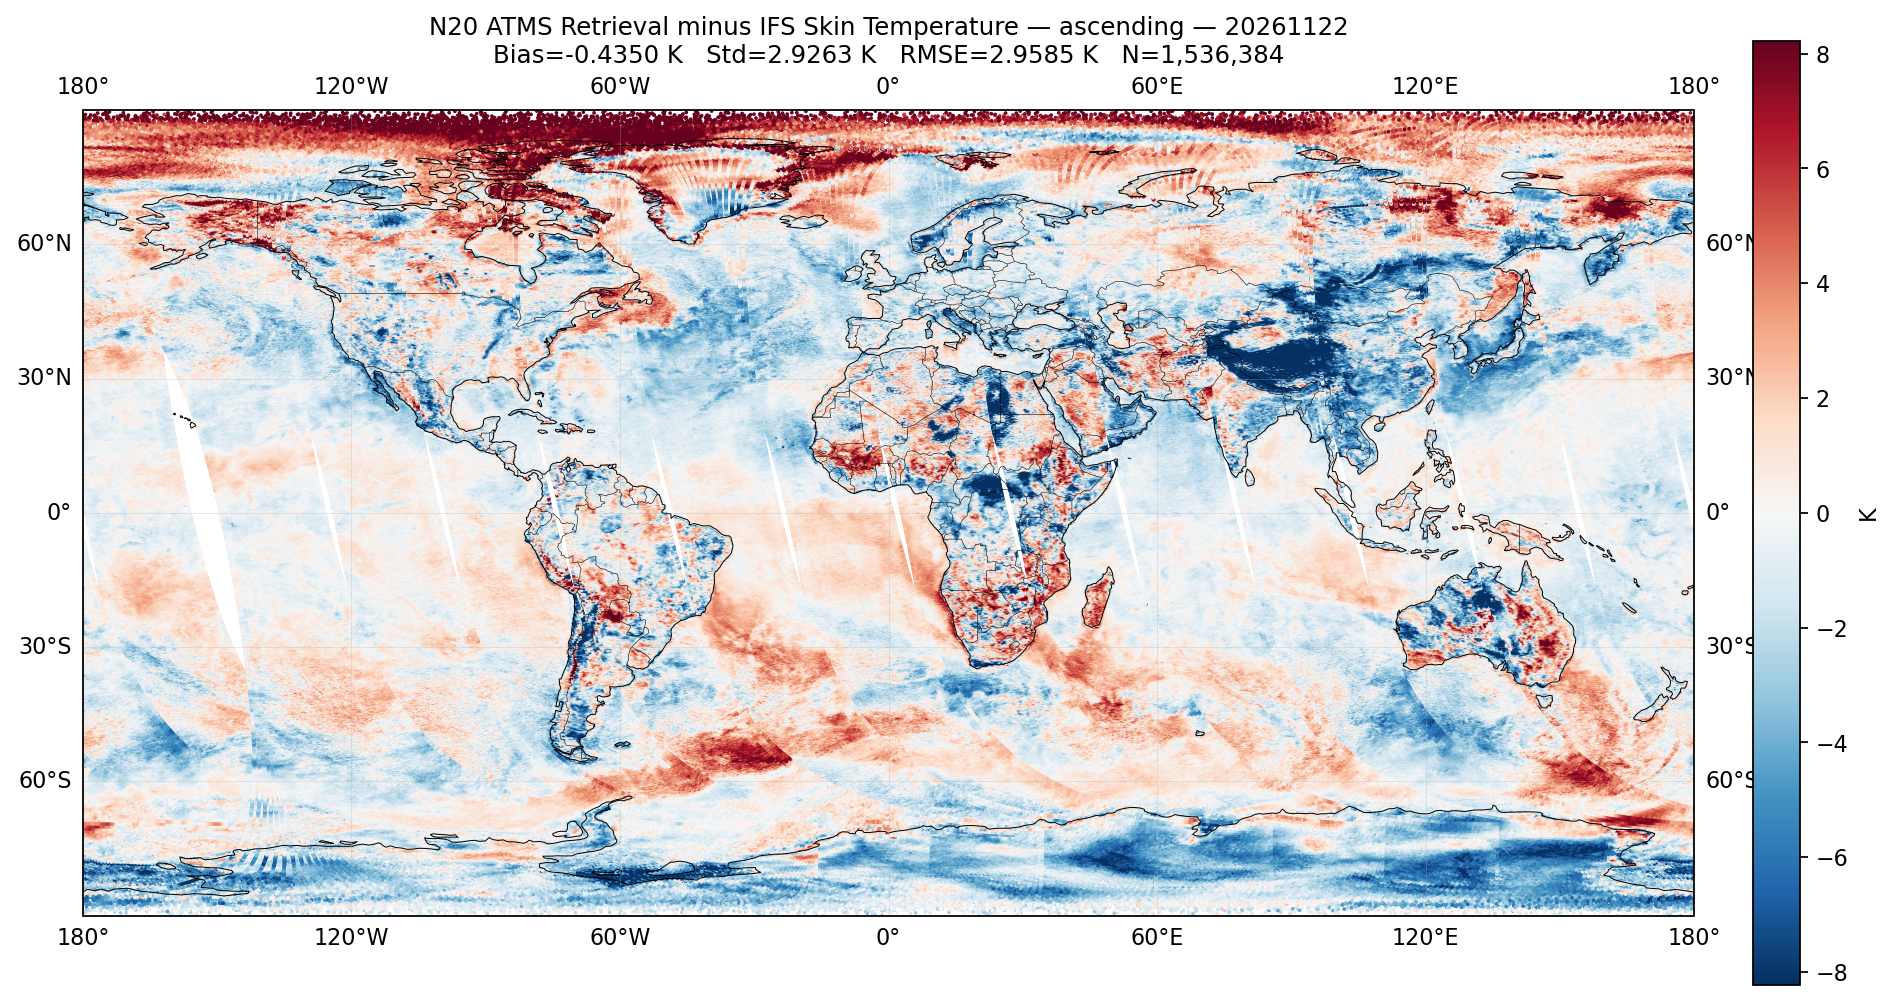 N20 ATMS Retrieval minus IFS Skin Temperature — ascending — 20261122
Bias=-0.4350 K   Std=2.9263 K   RMSE=2.9585 K   N=1,536,384
180° 120°W 60°W 0° 60°E 120°E 180°
60°N 60°N
30°N 30°N
0° 0°
30°S 30°S
60°S 60°S
180° 120°W 60°W 0° 60°E 120°E 180°
8
6
4
2
0
−2
−4
−6
−8
K